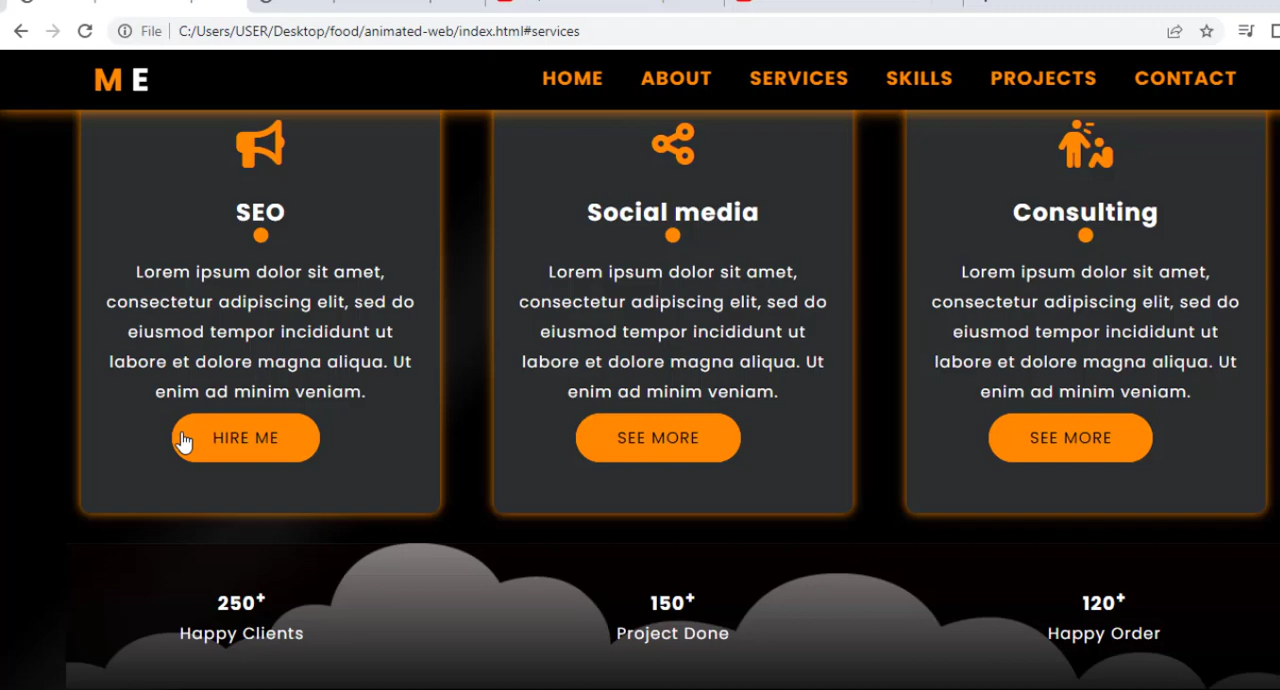 File C:/Users/USER/Desktop/food/animated-web/index.html#services
M E HOME ABOUT SERVICES SKILLS PROJECTS CONTACT
SEO
Lorem ipsum dolor sit amet,
consectetur adipiscing elit, sed do
eiusmod tempor incididunt ut
labore et dolore magna aliqua. Ut
enim ad minim veniam.
HIRE ME
Social media
Lorem ipsum dolor sit amet,
consectetur adipiscing elit, sed do
eiusmod tempor incididunt ut
labore et dolore magna aliqua. Ut
enim ad minim veniam.
SEE MORE
Consulting
Lorem ipsum dolor sit amet,
consectetur adipiscing elit, sed do
eiusmod tempor incididunt ut
labore et dolore magna aliqua. Ut
enim ad minim veniam.
SEE MORE
250+
Happy Clients
150+
Project Done
120+
Happy Order